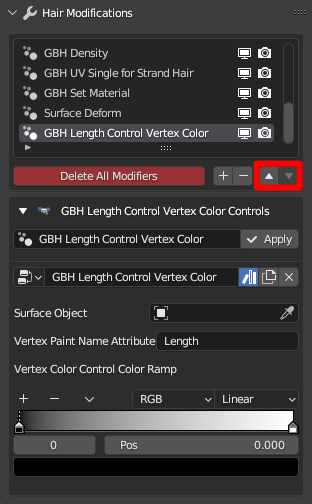 Hair Modifications
GBH Density
GBH UV Single for Strand Hair
GBH Set Material
Surface Deform
GBH Length Control Vertex Color
Delete All Modifiers
GBH Length Control Vertex Color Controls
GBH Length Control Vertex Color
Apply
GBH Length Control Vertex Color
Surface Object
Vertex Paint Name Attribute Length
Vertex Color Control Color Ramp
RGB Linear
0 Pos 0.000